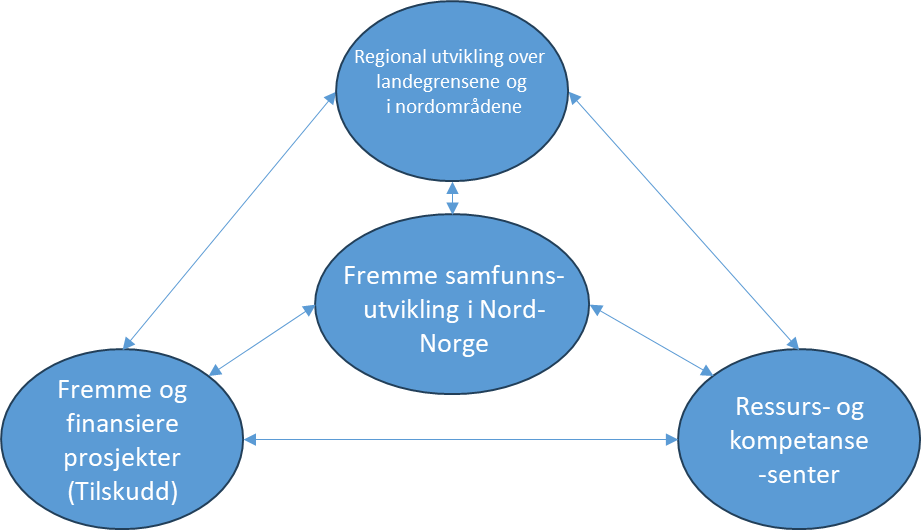 Regional utvikling over
landegrensene og
i nordområdene
Fremme samfunns-
utvikling i Nord-
Norge
Fremme og
finansiere
prosjekter
(Tilskudd)
Ressurs- og
kompetanse
-senter